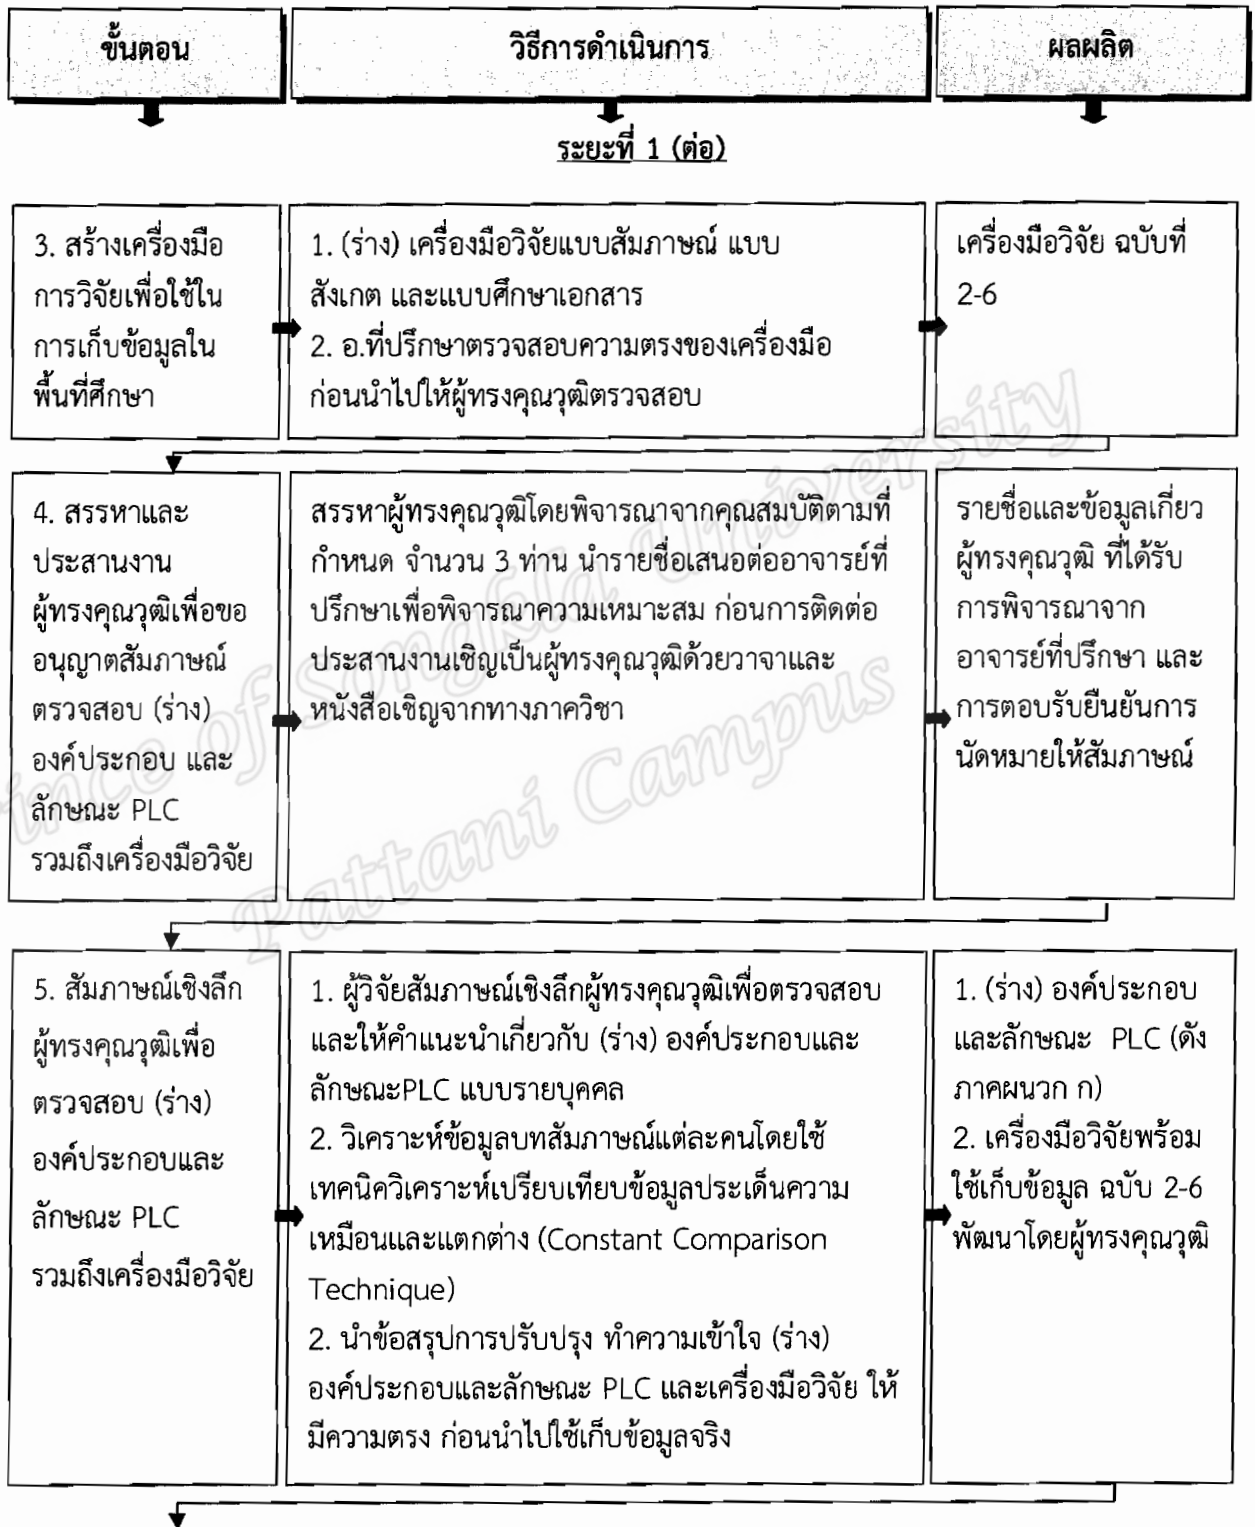 ขั้นตอน
วิธีการดำเนินการ
ผลผลิต
ระยะที่ 1 (ต่อ)
3. สร้างเครื่องมือ
การวิจัยเพื่อใช้ใน
การเก็บข้อมูลใน
พื้นที่ศึกษา
1. (ร่าง) เครื่องมือวิจัยแบบสัมภาษณ์ แบบ
สังเกต และแบบศึกษาเอกสาร
2. อ.ที่ปรึกษาตรวจสอบความตรงของเครื่องมือ
ก่อนนำไปให้ผู้ทรงคุณวุฒิตรวจสอบ
เครื่องมือวิจัย ฉบับที่
2-6
4. สรรหาและ
ประสานงาน
ผู้ทรงคุณวุฒิเพื่อขอ
อนุญาตสัมภาษณ์
ตรวจสอบ (ร่าง)
องค์ประกอบ และ
ลักษณะ PLC
รวมถึงเครื่องมือวิจัย
สรรหาผู้ทรงคุณวุฒิโดยพิจารณาจากคุณสมบัติตามที่
กำหนด จำนวน 3 ท่าน นำรายชื่อเสนอต่ออาจารย์ที่
ปรึกษาเพื่อพิจารณาความเหมาะสม ก่อนการติดต่อ
ประสานงานเชิญเป็นผู้ทรงคุณวุฒิด้วยวาจาและ
หนังสือเชิญจากทางภาควิชา
รายชื่อและข้อมูลเกี่ยว
ผู้ทรงคุณวุฒิ ที่ได้รับ
การพิจารณาจาก
อาจารย์ที่ปรึกษา และ
การตอบรับยืนยันการ
นัดหมายให้สัมภาษณ์
5. สัมภาษณ์เชิงลึก
ผู้ทรงคุณวุฒิเพื่อ
ตรวจสอบ (ร่าง)
องค์ประกอบและ
ลักษณะ PLC
รวมถึงเครื่องมือวิจัย
1. ผู้วิจัยสัมภาษณ์เชิงลึกผู้ทรงคุณวุฒิเพื่อตรวจสอบ
และให้คำแนะนำเกี่ยวกับ (ร่าง) องค์ประกอบและ
ลักษณะPLC แบบรายบุคคล
2. วิเคราะห์ข้อมูลบทสัมภาษณ์แต่ละคนโดยใช้
เทคนิควิเคราะห์เปรียบเทียบข้อมูลประเด็นความ
เหมือนและแตกต่าง (Constant Comparison
Technique)
2. นำข้อสรุปการปรับปรุง ทำความเข้าใจ (ร่าง)
องค์ประกอบและลักษณะ PLC และเครื่องมือวิจัย ให้
มีความตรง ก่อนนำไปใช้เก็บข้อมูลจริง
1. (ร่าง) องค์ประกอบ
และลักษณะ PLC (ดัง
ภาคผนวก ก)
2. เครื่องมือวิจัยพร้อม
ใช้เก็บข้อมูล ฉบับ 2-6
พัฒนาโดยผู้ทรงคุณวุฒิ
ince of Songkla University
Pattani Campus